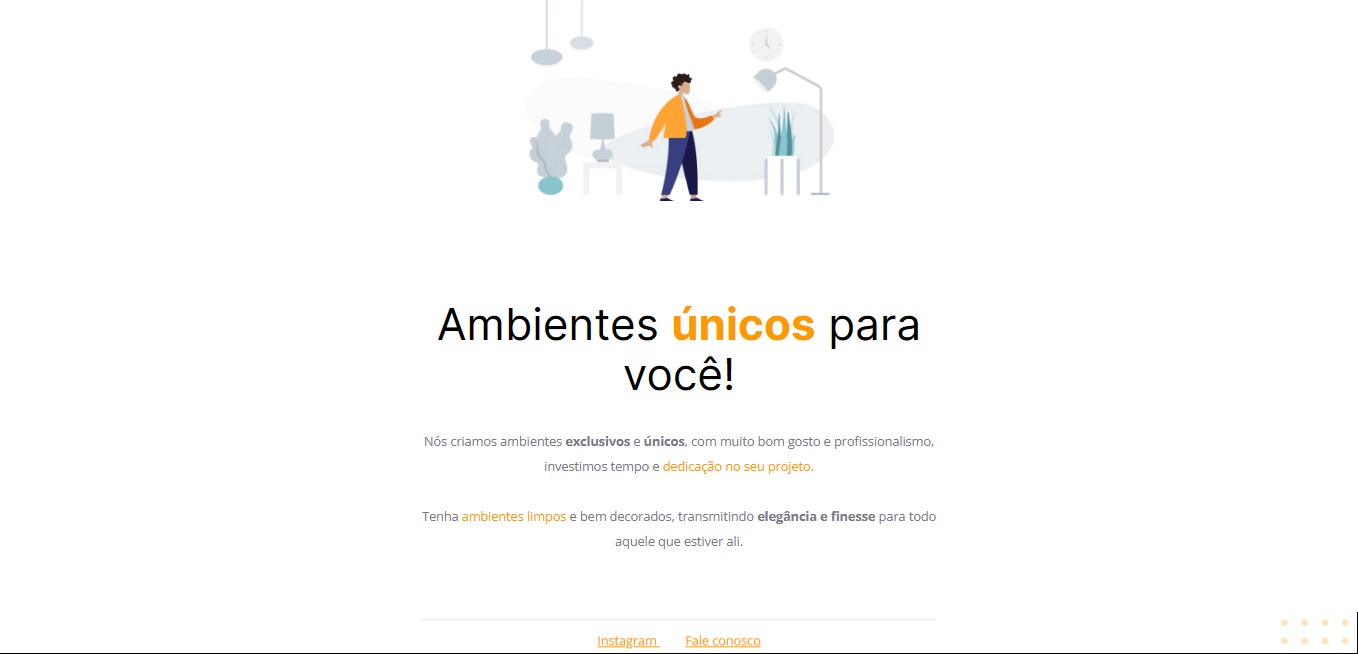 Ambientes únicos para
você!
Nós criamos ambientes exclusivos e únicos, com muito bom gosto e profissionalismo,
investimos tempo e dedicação no seu projeto.
Tenha ambientes limpos e bem decorados, transmitindo elegância e finesse para todo
aquele que estiver ali.
Instagram Fale conosco